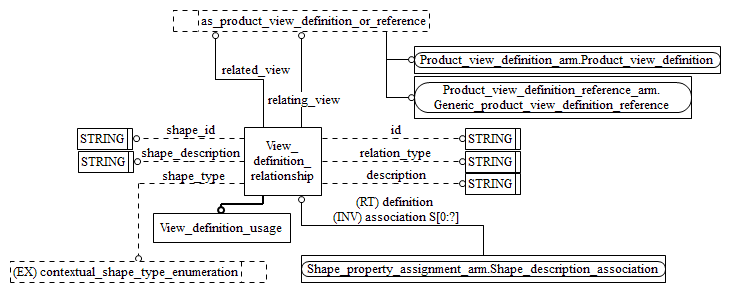 as_product_view_definition_or_reference
Product_view_definition_arm.Product_view_definition
related_view
Product_view_definition_reference_arm.
Generic_product_view_definition_reference
relating_view
STRING
shape_id
View_
definition_
relationship
id
STRING
STRING
shape_description
relation_type
STRING
shape_type
description
STRING
(RT) definition
(INV) association S[0:?]
View_definition_usage
(EX) contextual_shape_type_enumeration
Shape_property_assignment_arm.Shape_description_association